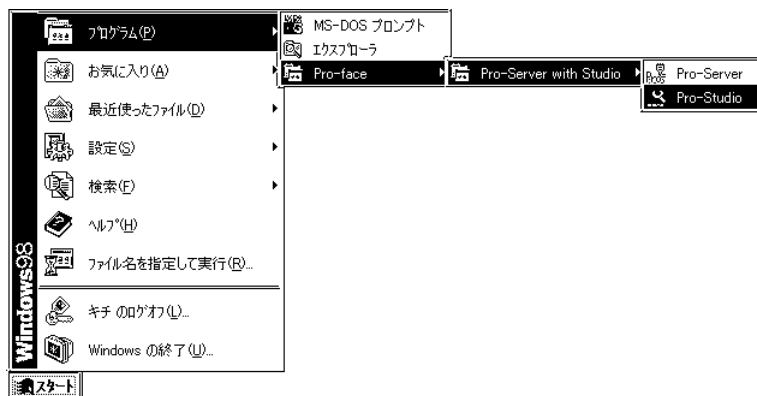 プログラム(P)
お気に入り(A)
最近使ったファイル(D)
設定(S)
検索(F)
ヘルプ(H)
ファイル名を指定して実行(R)...
キチ のログオフ(L)...
Windows の終了(U)...
Windows98
スタート
MS-DOS プロンプト
エクスプローラ
Pro-face
Pro-Server with Studio
Pro-Server
Pro-Studio